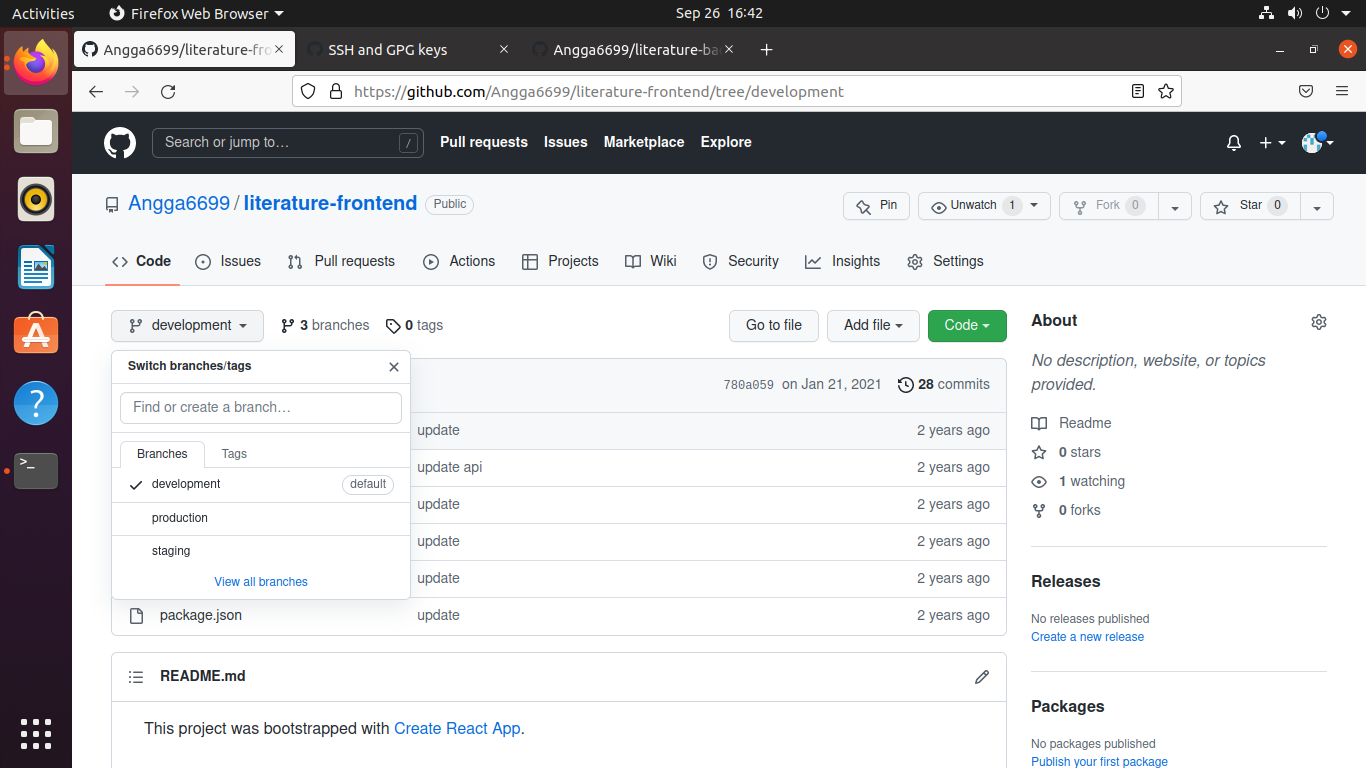 Activities Firefox Web Browser Sep 26 16:42
Angga6699/literature-fro SSH and GPG keys Angga6699/literature-ba
https://github.com/Angga6699/literature-frontend/tree/development
Search or jump to… / Pull requests Issues Marketplace Explore
Angga6699/literature-frontend Public Pin Unwatch 1 Fork 0 Star 0
Code Issues Pull requests Actions Projects Wiki Security Insights Settings
development 3 branches 0 tags Go to file Add file Code
Switch branches/tags
Find or create a branch…
Branches Tags
development default
production
staging
View all branches
780a059 on Jan 21, 2021 28 commits
update 2 years ago
update api 2 years ago
update 2 years ago
update 2 years ago
update 2 years ago
package.json update 2 years ago
README.md
This project was bootstrapped with Create React App.
About
No description, website, or topics
provided.
Readme
0 stars
1 watching
0 forks
Releases
No releases published
Create a new release
Packages
No packages published
Publish your first package